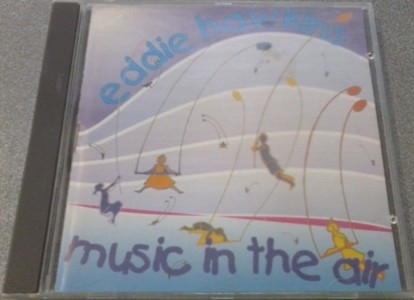 eddie hawkins
music in the air